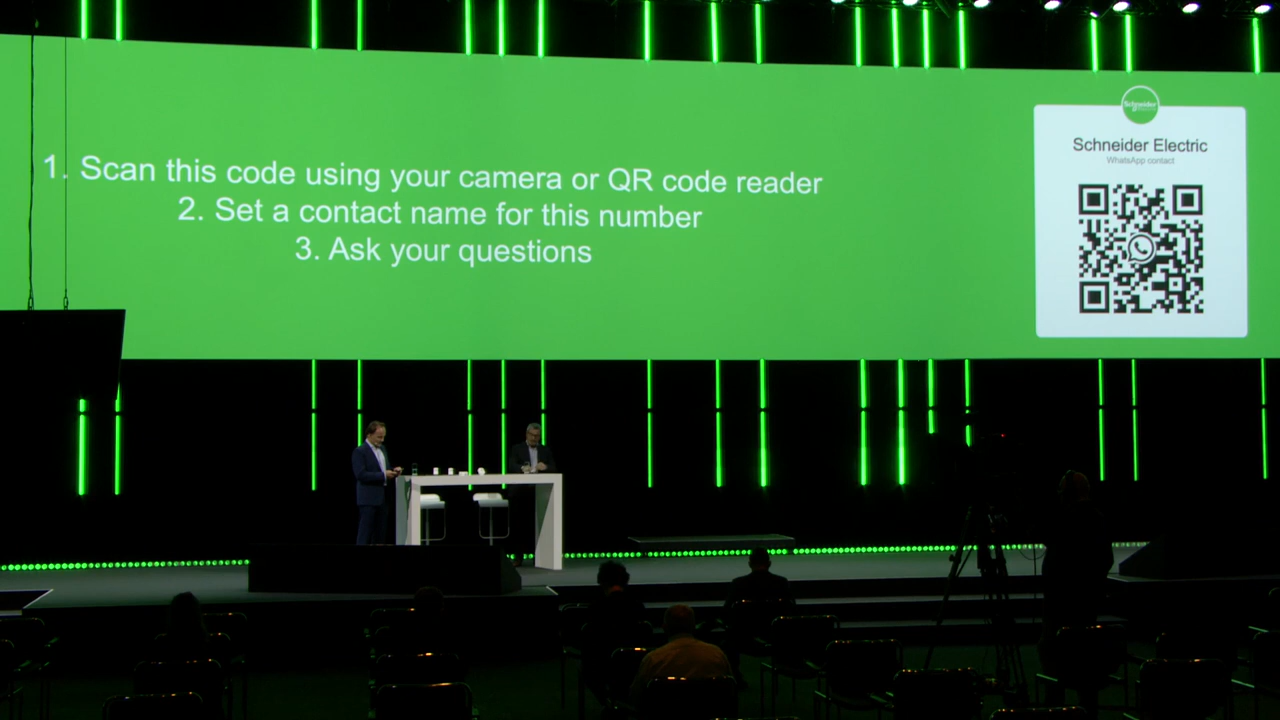 1. Scan this code using your camera or QR code reader
2. Set a contact name for this number
3. Ask your questions
Schneider
Schneider Electric
WhatsApp contact